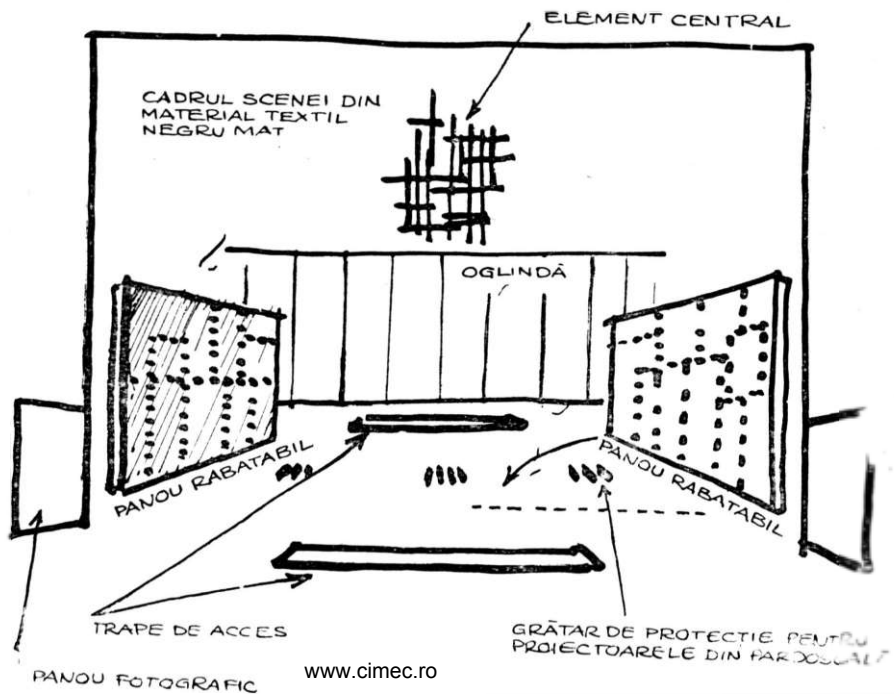 ELEMENT CENTRAL
CADRUL SCENEI DIN
MATERIAL TEXTIL
NEGRU MAT
OGLINDĂ
PANOU RABATABIL
PANOU RABATABIL
TRAPE DE ACCES
GRĂTAR DE PROTECȚIE PENTRU
PROIECTOARELE DIN
PANOU FOTOGRAFIC
www.cimec.ro